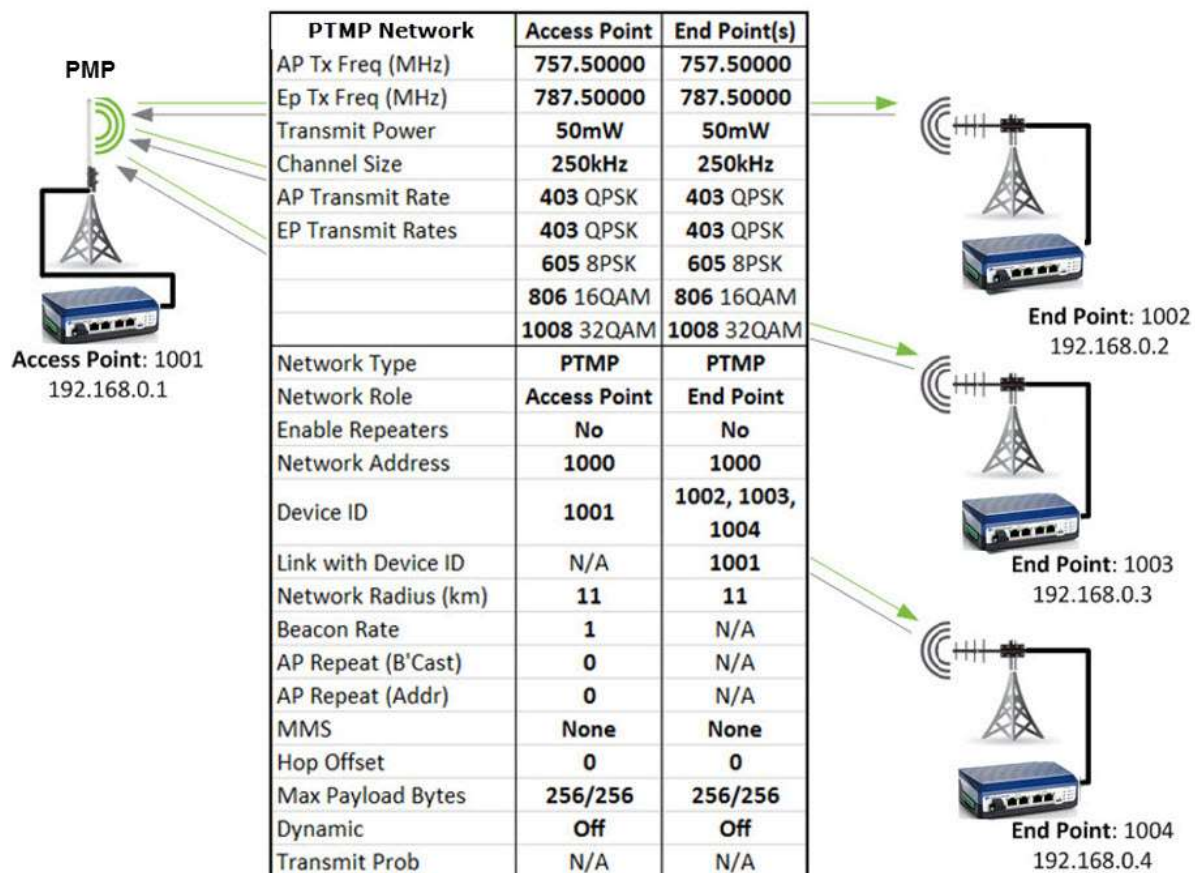 PMP
Access Point: 1001
192.168.0.1
PTMP Network Access Point End Point(s)
AP Tx Freq (MHz) 757.50000 757.50000
Ep Tx Freq (MHz) 787.50000 787.50000
Transmit Power 50mW 50mW
Channel Size 250kHz 250kHz
AP Transmit Rate 403 QPSK 403 QPSK
EP Transmit Rates 403 QPSK 403 QPSK
605 8PSK 605 8PSK
806 16QAM 806 16QAM
1008 32QAM 1008 32QAM
Network Type PTMP PTMP
Network Role Access Point End Point
Enable Repeaters No No
Network Address 1000 1000
Device ID 1001 1002, 1003,
1004
Link with Device ID N/A 1001
Network Radius (km) 11 11
Beacon Rate 1 N/A
AP Repeat (B'Cast) 0 N/A
AP Repeat (Addr) 0 N/A
MMS None None
Hop Offset 0 0
Max Payload Bytes 256/256 256/256
Dynamic Off Off
Transmit Prob N/A N/A
End Point: 1002
192.168.0.2
End Point: 1003
192.168.0.3
End Point: 1004
192.168.0.4